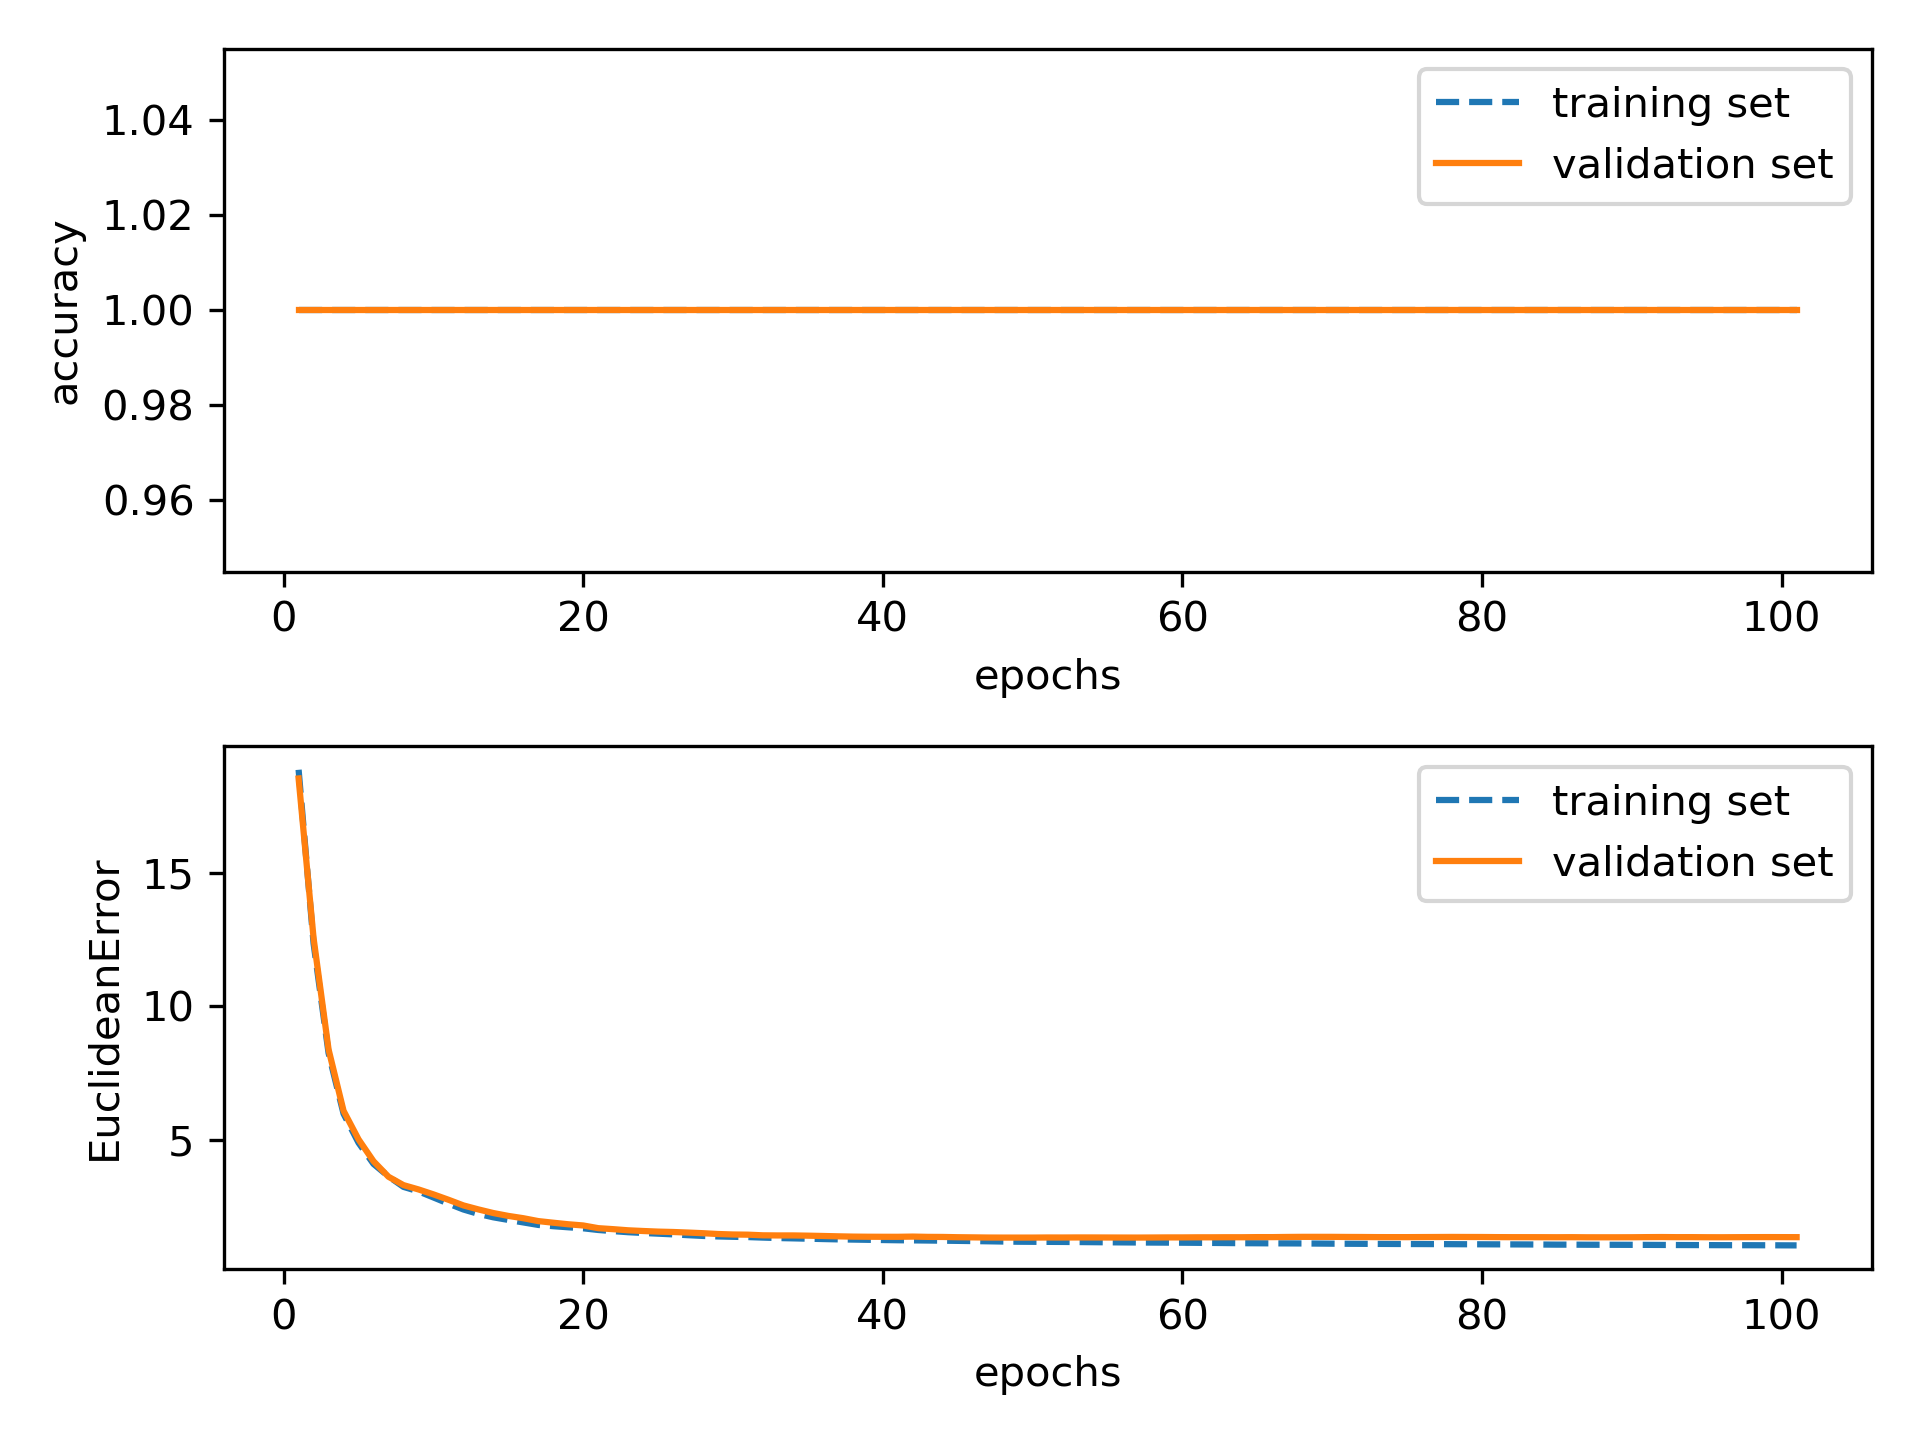 1.04
1.02
1.00
0.98
0.96
accuracy
training set
validation set
0 20 40 60 80 100
epochs
15
10
5
EuclideanError
training set
validation set
0 20 40 60 80 100
epochs